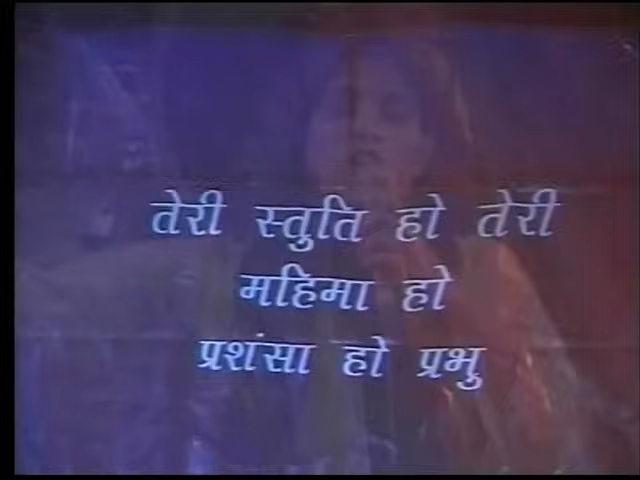 तेरी स्तुति हो तेरी
महिमा हो
प्रशंसा हो प्रभु